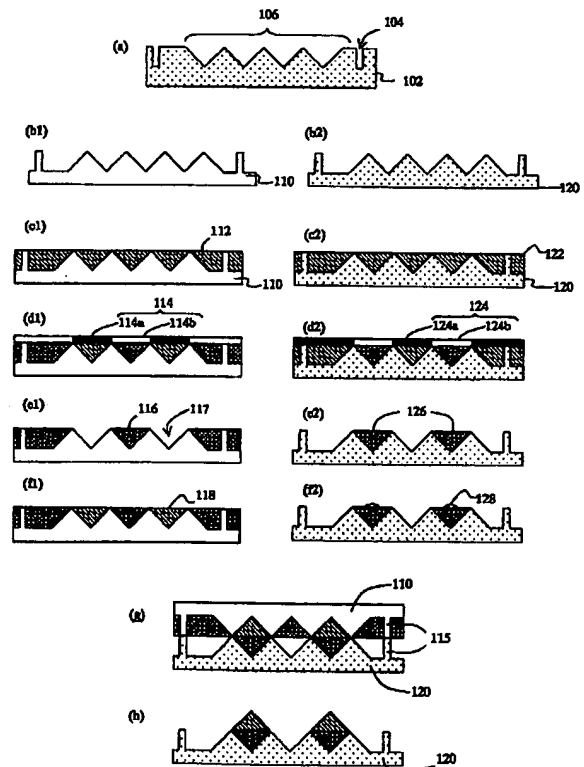 106
104
(a)
102
(b1)
(b2)
110
120
(c1)
112
(c2)
122
110
120
(d1)
114
114a
114b
(d2)
124
124a
124b
(e1)
116
117
(e2)
126
(f1)
118
(f2)
128
(g)
110
115
120
(h)
120